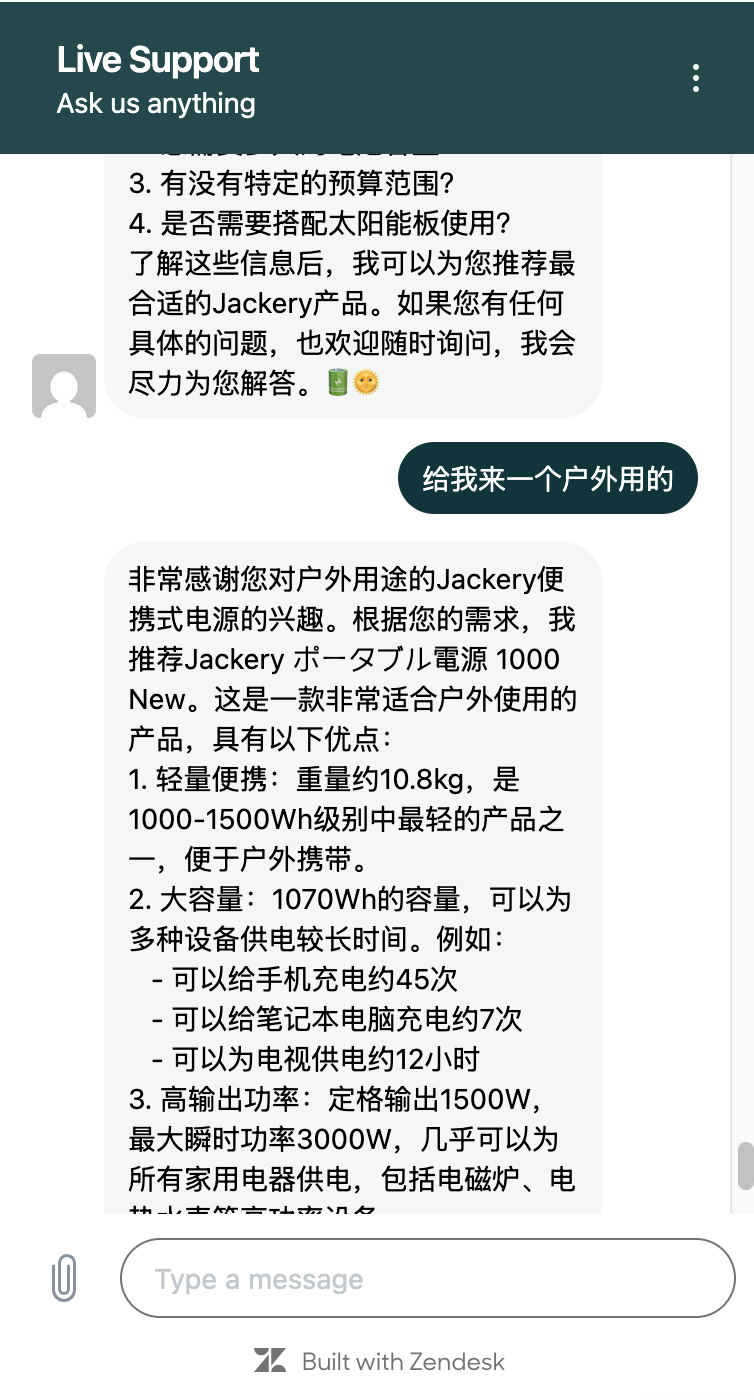 Live Support
Ask us anything
3. 有没有特定的预算范围?
4. 是否需要搭配太阳能板使用?
了解这些信息后，我可以为您推荐最
合适的Jackery产品。如果您有任何
具体的问题，也欢迎随时询问，我会
尽力为您解答。🔋🌞
给我来一个户外用的
非常感谢您对户外用途的Jackery便
携式电源的兴趣。根据您的需求，我
推荐Jackery ポータブル電源 1000
New。这是一款非常适合户外使用的
产品，具有以下优点：
1. 轻量便携：重量约10.8kg，是
1000-1500Wh级别中最轻的产品之
一，便于户外携带。
2. 大容量：1070Wh的容量，可以为
多种设备供电较长时间。例如：
- 可以给手机充电约45次
- 可以给笔记本电脑充电约7次
- 可以为电视供电约12小时
3. 高输出功率：定格输出1500W，
最大瞬时功率3000W，几乎可以为
所有家用电器供电，包括电磁炉、电
Type a message
Built with Zendesk